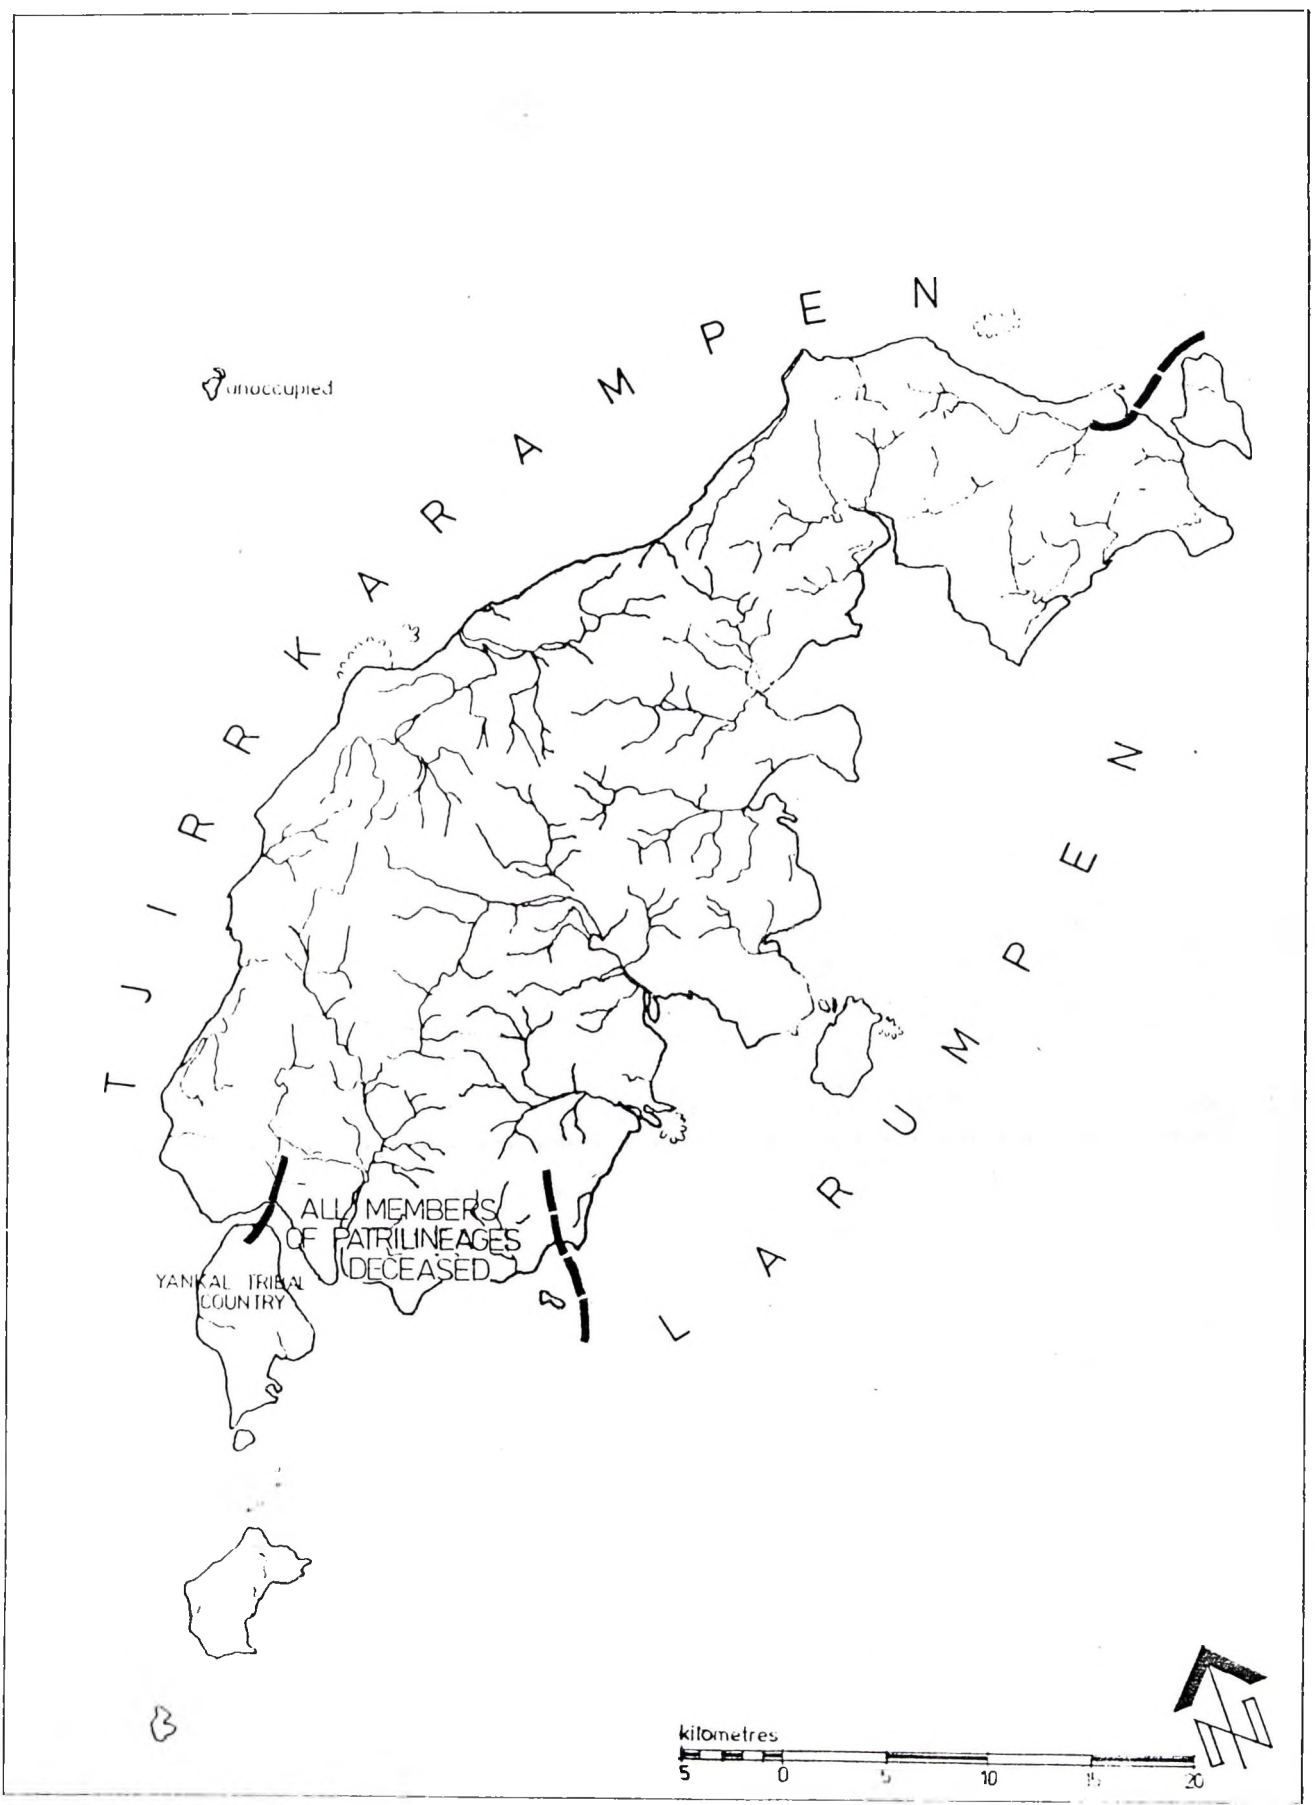 TJIRRKARAMPEN
unoccupied
LARUMPEN
ALL MEMBERS
OF PATRILINEAGES
DECEASED
YANKAL TRIBAL
COUNTRY
kilometres
5 0 5 10 15 20
N